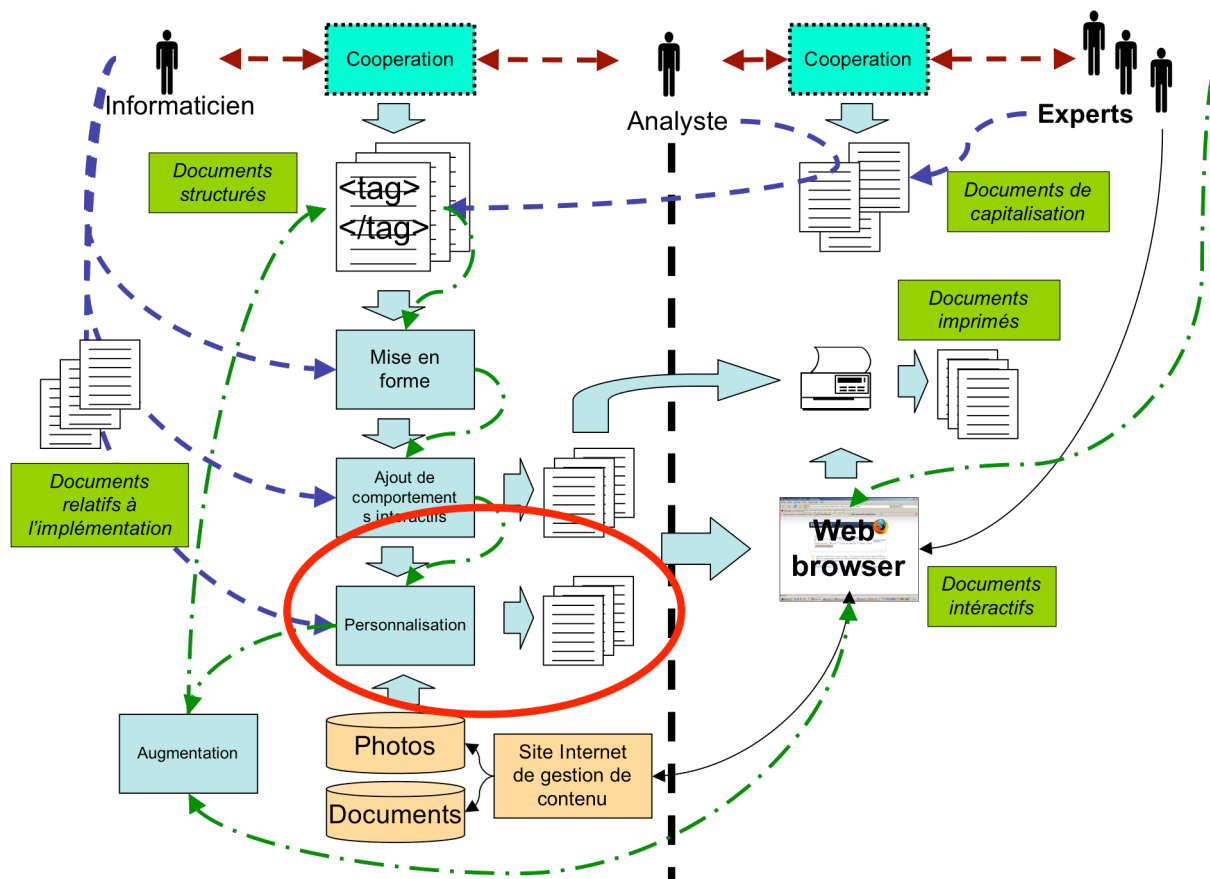 Cooperation
Cooperation
Informaticien
Analyste
Experts
Documents
structurés
<tag>
</tag>
Documents de
capitalisation
Documents
imprimés
Mise en
forme
Documents
relatifs à
l'implémentation
Ajout de
comportement
s interactifs
Web
browser
Documents
intéractifs
Personnalisation
Augmentation
Photos
Documents
Site Internet
de gestion de
contenu